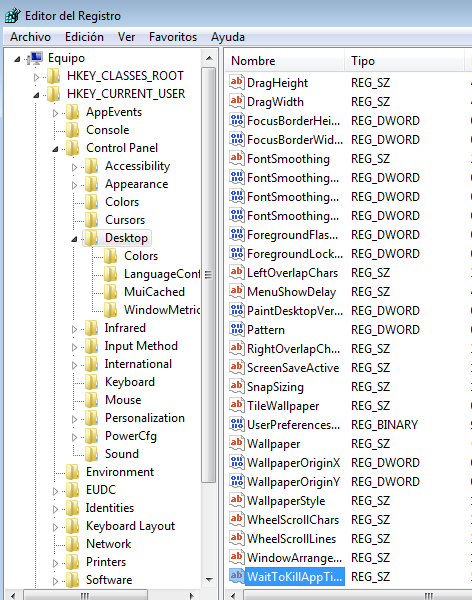 Editor del Registro
Archivo Edición Ver Favoritos Ayuda
Equipo
HKEY_CLASSES_ROOT
HKEY_CURRENT_USER
AppEvents
Console
Control Panel
Accessibility
Appearance
Colors
Cursors
Desktop
Colors
LanguageConf
MuiCached
WindowMetric
Infrared
Input Method
International
Keyboard
Mouse
Personalization
PowerCfg
Sound
Environment
EUDC
Identities
Keyboard Layout
Network
Printers
Software
Nombre Tipo
DragHeight REG_SZ
DragWidth REG_SZ
FocusBorderHei... REG_DWORD
FocusBorderWid... REG_DWORD
FontSmoothing REG_SZ
FontSmoothing... REG_DWORD
FontSmoothing... REG_DWORD
FontSmoothing... REG_DWORD
ForegroundFlas... REG_DWORD
ForegroundLock... REG_DWORD
LeftOverlapChars REG_SZ
MenuShowDelay REG_SZ
PaintDesktopVer... REG_DWORD
Pattern REG_DWORD
RightOverlapCh... REG_SZ
ScreenSaveActive REG_SZ
SnapSizing REG_SZ
TileWallpaper REG_SZ
UserPreferences... REG_BINARY
Wallpaper REG_SZ
WallpaperOriginX REG_DWORD
WallpaperOriginY REG_DWORD
WallpaperStyle REG_SZ
WheelScrollChars REG_SZ
WheelScrollLines REG_SZ
WindowArrange... REG_SZ
WaitToKillAppTi... REG_SZ